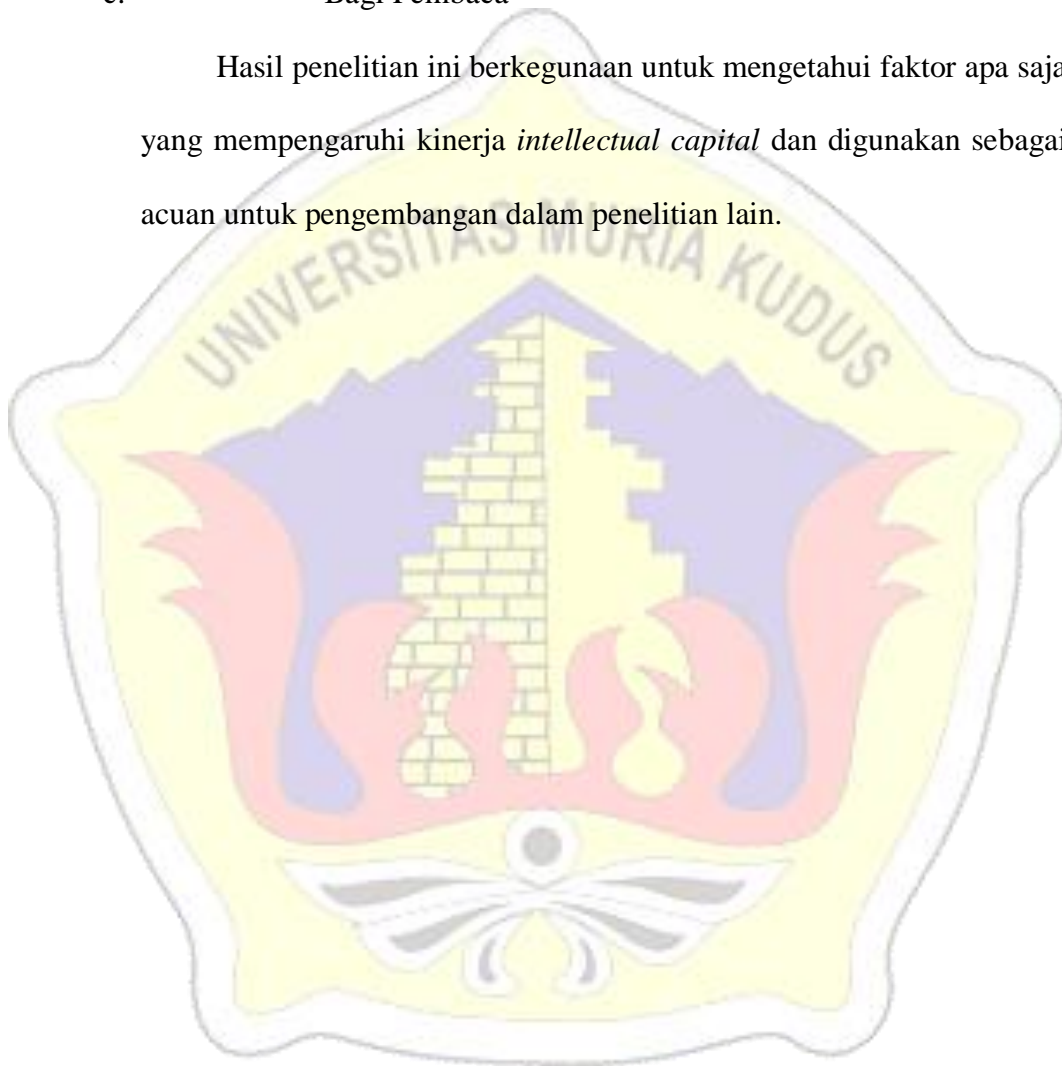 Bagi Pembaca
Hasil penelitian ini berkegunaan untuk mengetahui faktor apa saja
yang mempengaruhi kinerja intellectual capital dan digunakan sebagai
acuan untuk pengembangan dalam penelitian lain.
UNIVERSITAS MURIA KUDUS